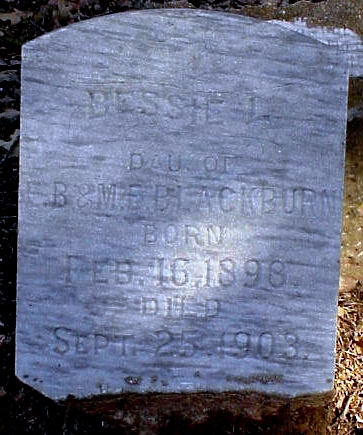 BESSIE L.
DAU. OF
E.B & M.E. BLACKBURN
BORN
FEB. 16, 1898.
DIED
SEPT. 25, 1903.